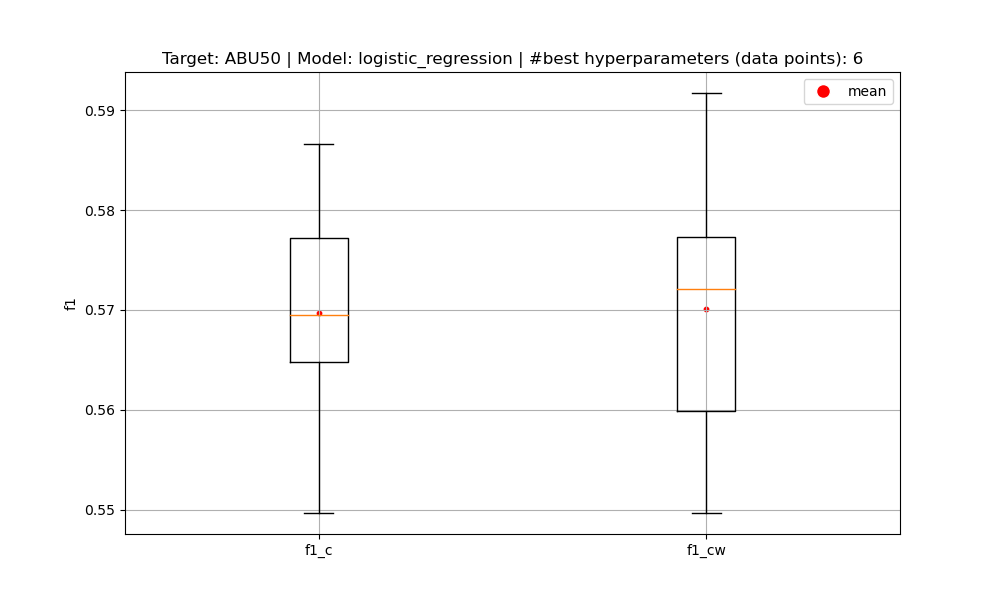 Target: ABU50 | Model: logistic_regression | #best hyperparameters (data points): 6
mean
0.59
0.58
0.57
0.56
0.55
f1
f1_c
f1_cw